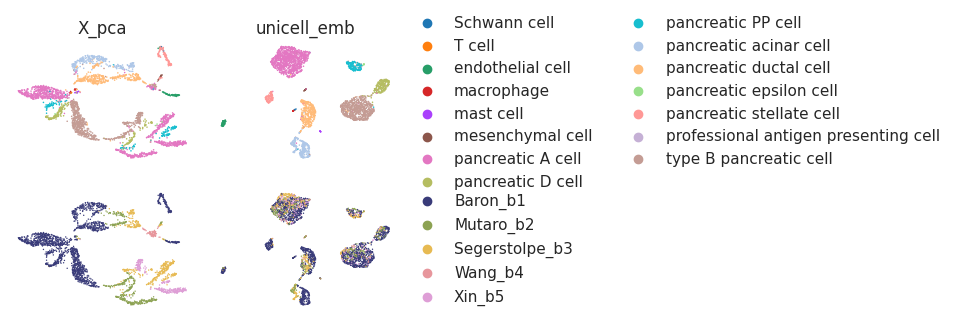 X_pca
unicell_emb
Schwann cell
T cell
endothelial cell
macrophage
mast cell
mesenchymal cell
pancreatic A cell
pancreatic D cell
pancreatic PP cell
pancreatic acinar cell
pancreatic ductal cell
pancreatic epsilon cell
pancreatic stellate cell
professional antigen presenting cell
type B pancreatic cell
Baron_b1
Mutaro_b2
Segerstolpe_b3
Wang_b4
Xin_b5